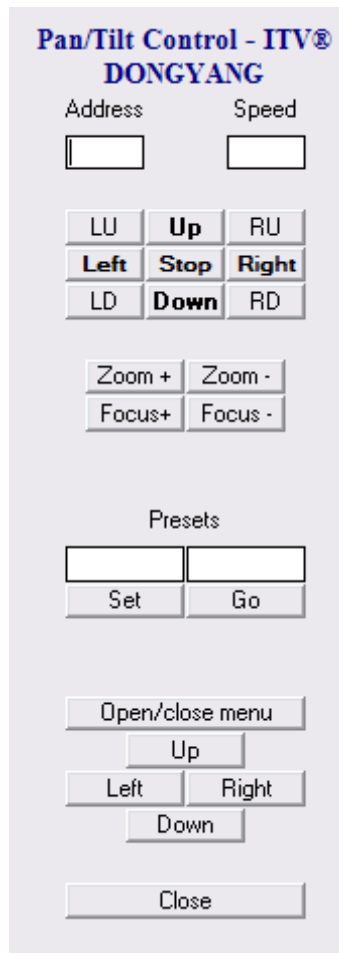 Pan/Tilt Control - ITV®
DONGYANG
Address Speed
LU Up RU
Left Stop Right
LD Down RD
Zoom + Zoom -
Focus+ Focus -
Presets
Set Go
Open/close menu
Up
Left Right
Down
Close